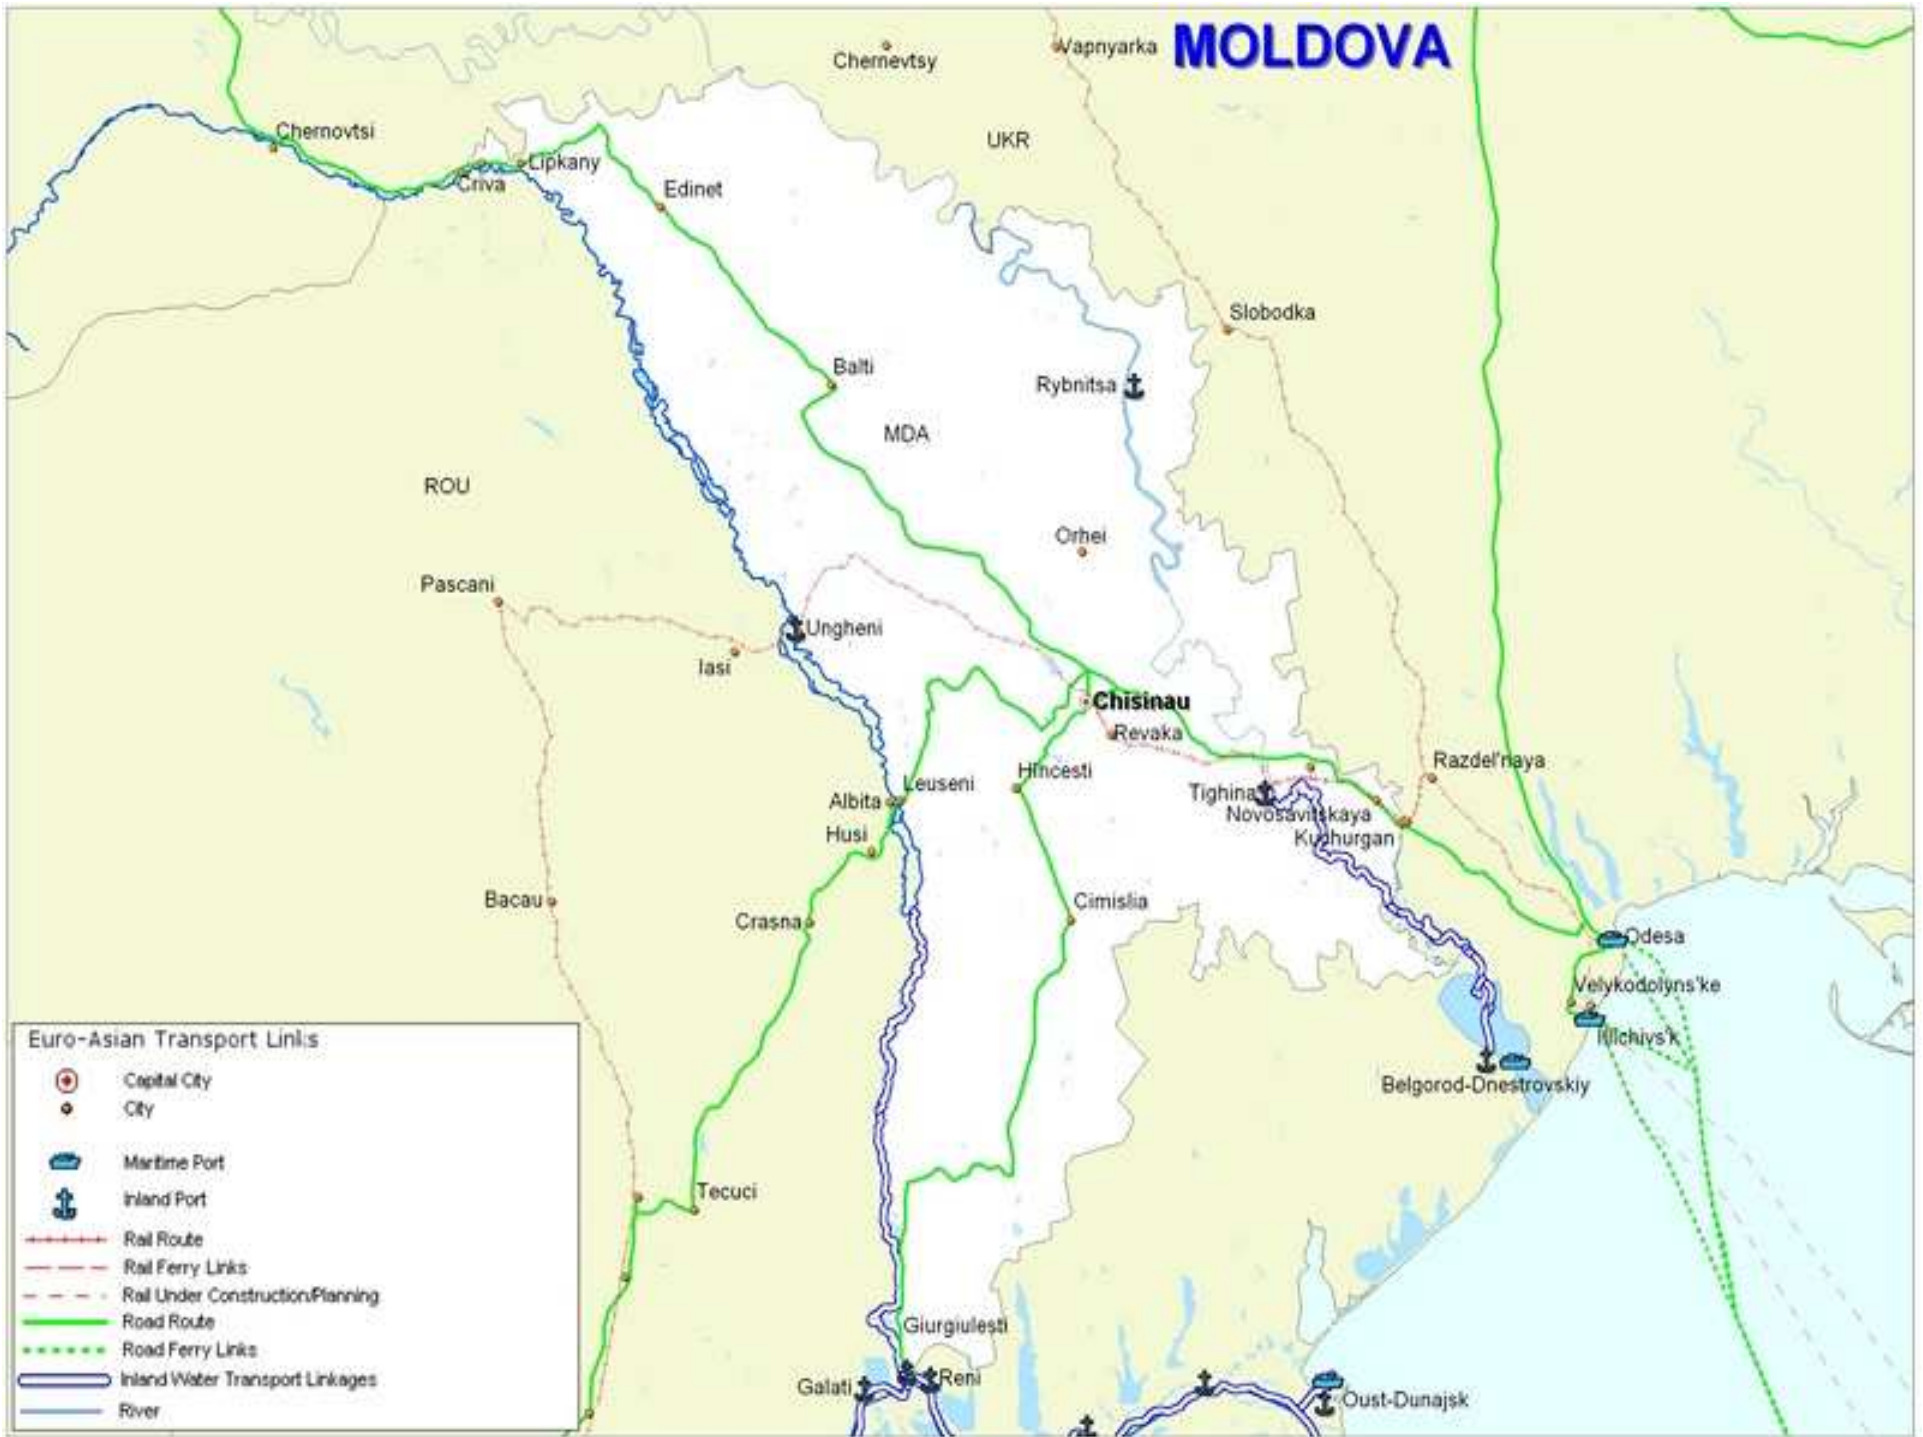 MOLDOVA
Vapnyarka
Chernevtsy
Chernovtsi
UKR
Lipkany
Criva
Edinet
Slobodka
Balti
Rybnitsa
MDA
ROU
Orhei
Pascani
Ungheni
Iasi
Chisinau
Revaka
Razdel'naya
Hincesti
Leuseni
Albita
Tighina
Novosavitskaya
Husi
Kuchurgan
Bacau
Cimislia
Crasna
Odesa
Velykodolyns'ke
Illichivs'k
Belgorod-Dnestrovskiy
Euro-Asian Transport Links
Capital City
City
Maritime Port
Inland Port
Rail Route
Rail Ferry Links
Rail Under Construction/Planning
Road Route
Road Ferry Links
Inland Water Transport Linkages
River
Tecuci
Giurgiulesti
Galati
Reni
Oust-Dunajsk